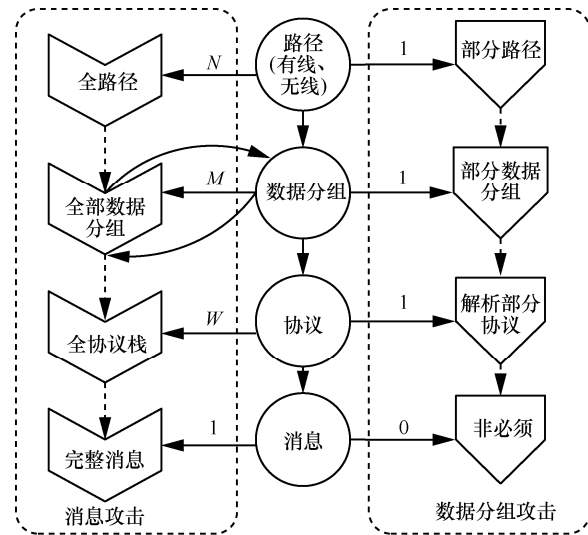 路径
(有线、
无线)
N
全路径
1
部分路径
数据分组
M
全部数据
分组
1
部分数据
分组
协议
W
全协议栈
1
解析部分
协议
消息
1
完整消息
0
非必须
消息攻击
数据分组攻击